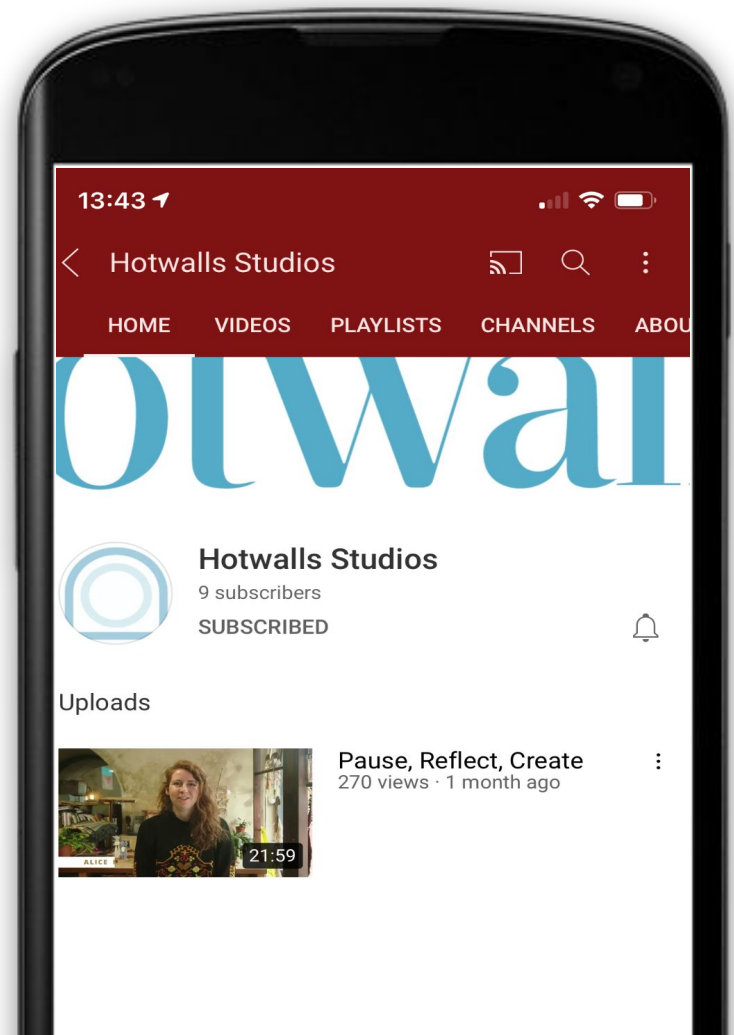 13:43
Hotwalls Studios
HOME VIDEOS PLAYLISTS CHANNELS ABOU
otwal
Hotwalls Studios
9 subscribers
SUBSCRIBED
Uploads
Pause, Reflect, Create
270 views · 1 month ago
ALICE
21:59